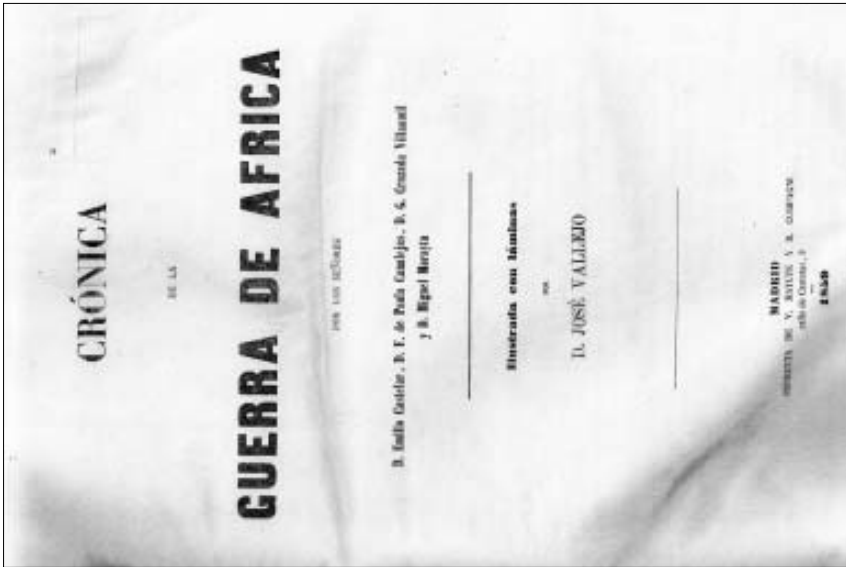 CRÓNICA
DE LA
GUERRA DE AFRICA
POR LOS SEÑORES
D. Emilio Castelar, D. F. de Paula Canalejas, D. G. Cruzada Villaamil
y D. Miguel Morayta
Ilustrada con láminas
POR
D. JOSÉ VALLEJO
MADRID
IMPRENTA DE V. MATUTE Y B. COMPAGNI
1859